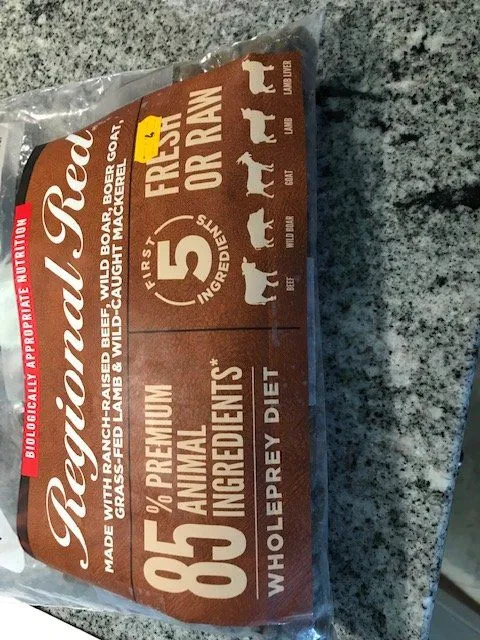 BIOLOGICALLY APPROPRIATE NUTRITION
Regional Red
MADE WITH RANCH-RAISED BEEF, WILD BOAR, BOER GOAT,
GRASS-FED LAMB & WILD-CAUGHT MACKEREL
85% PREMIUM
ANIMAL
INGREDIENTS*
WHOLEPREY DIET
FIRST
5
INGREDIENTS
FRESH
OR RAW
4
BEEF
WILD BOAR
GOAT
LAMB
LAMB LIVER